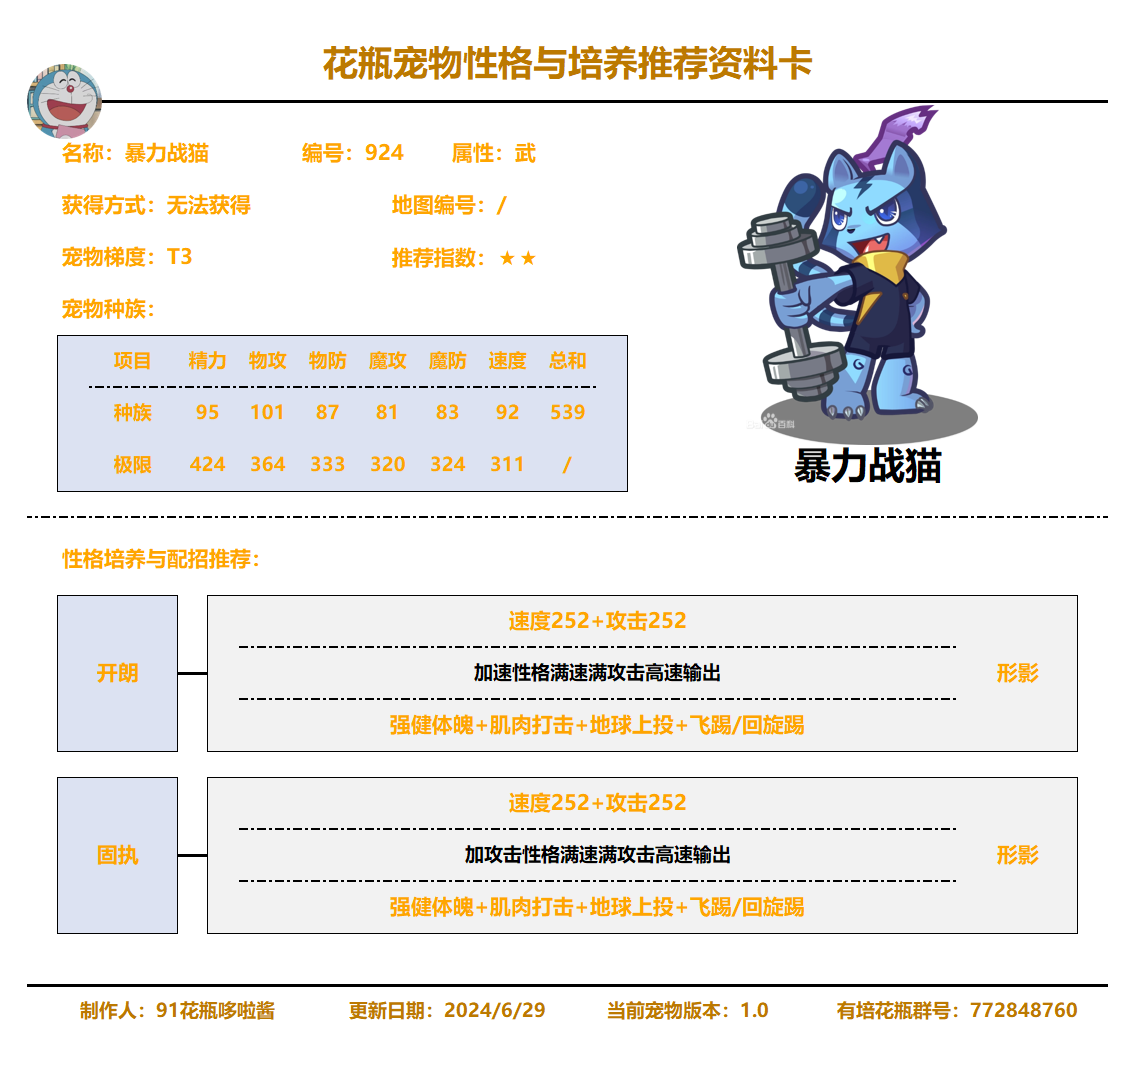 花瓶宠物性格与培养推荐资料卡
名称：暴力战猫 编号：924 属性：武
获得方式：无法获得 地图编号：/
宠物梯度：T3 推荐指数：★★
宠物种族：
项目 精力 物攻 物防 魔攻 魔防 速度 总和
种族 95 101 87 81 83 92 539
极限 424 364 333 320 324 311 /
百科
暴力战猫
性格培养与配招推荐：
速度252+攻击252
开朗 加速性格满速满攻击高速输出 形影
强健体魄+肌肉打击+地球上投+飞踢/回旋踢
速度252+攻击252
固执 加攻击性格满速满攻击高速输出 形影
强健体魄+肌肉打击+地球上投+飞踢/回旋踢
制作人：91花瓶哆啦酱 更新日期：2024/6/29 当前宠物版本：1.0 有培花瓶群号：772848760